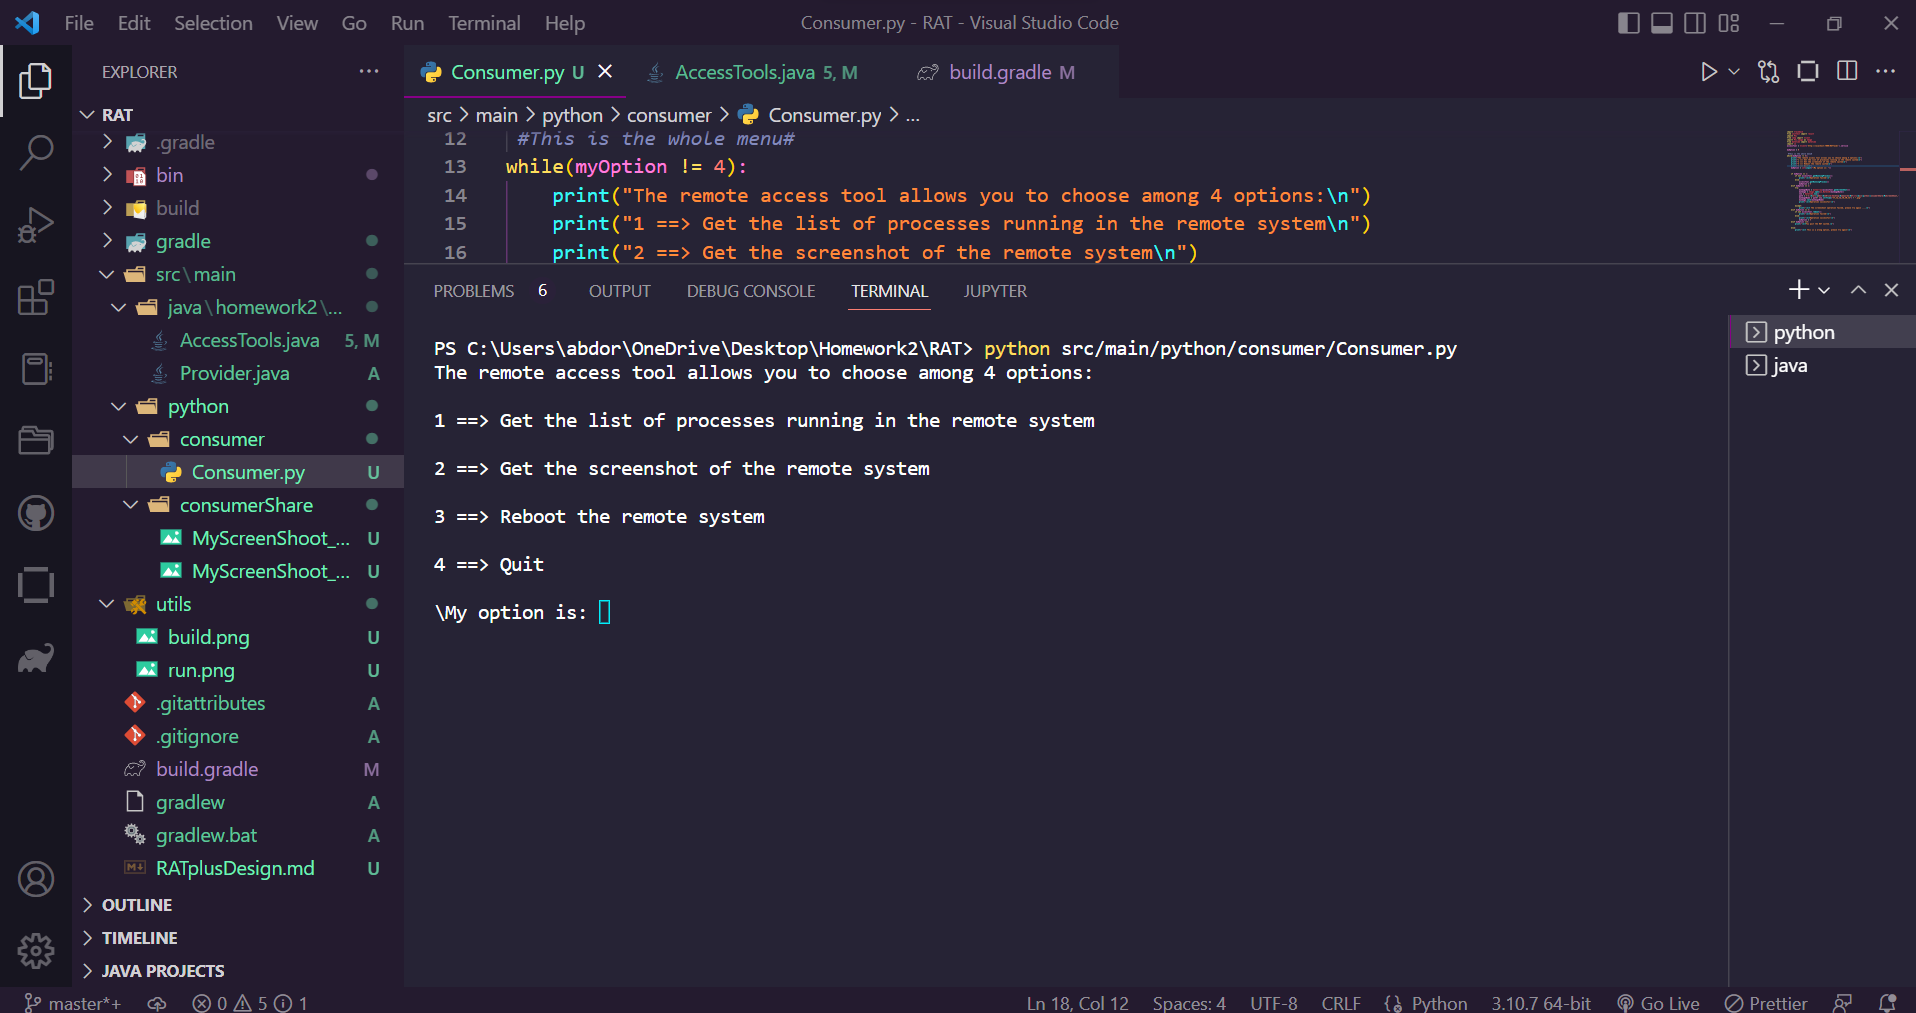 File Edit Selection View Go Run Terminal Help
Consumer.py - RAT - Visual Studio Code
EXPLORER
RAT
.gradle
bin
build
gradle
src\main
java\homework2\...
AccessTools.java 5, M
Provider.java A
python
consumer
Consumer.py U
consumerShare
MyScreenShoot_... U
MyScreenShoot_... U
utils
build.png U
run.png U
.gitattributes A
.gitignore A
build.gradle M
gradlew A
gradlew.bat A
RATplusDesign.md U
OUTLINE
TIMELINE
JAVA PROJECTS
Consumer.py U AccessTools.java 5, M build.gradle M
src > main > python > consumer > Consumer.py > ...
12 #This is the whole menu#
13 while(myOption != 4):
14 print("The remote access tool allows you to choose among 4 options:\n")
15 print("1 ==> Get the list of processes running in the remote system\n")
16 print("2 ==> Get the screenshot of the remote system\n")
PROBLEMS 6 OUTPUT DEBUG CONSOLE TERMINAL JUPYTER
PS C:\Users\abdor\OneDrive\Desktop\Homework2\RAT> python src/main/python/consumer/Consumer.py
The remote access tool allows you to choose among 4 options:
1 ==> Get the list of processes running in the remote system
2 ==> Get the screenshot of the remote system
3 ==> Reboot the remote system
4 ==> Quit
\My option is:
python
java
master*+ 0 5 1 Ln 18, Col 12 Spaces: 4 UTF-8 CRLF Python 3.10.7 64-bit Go Live Prettier